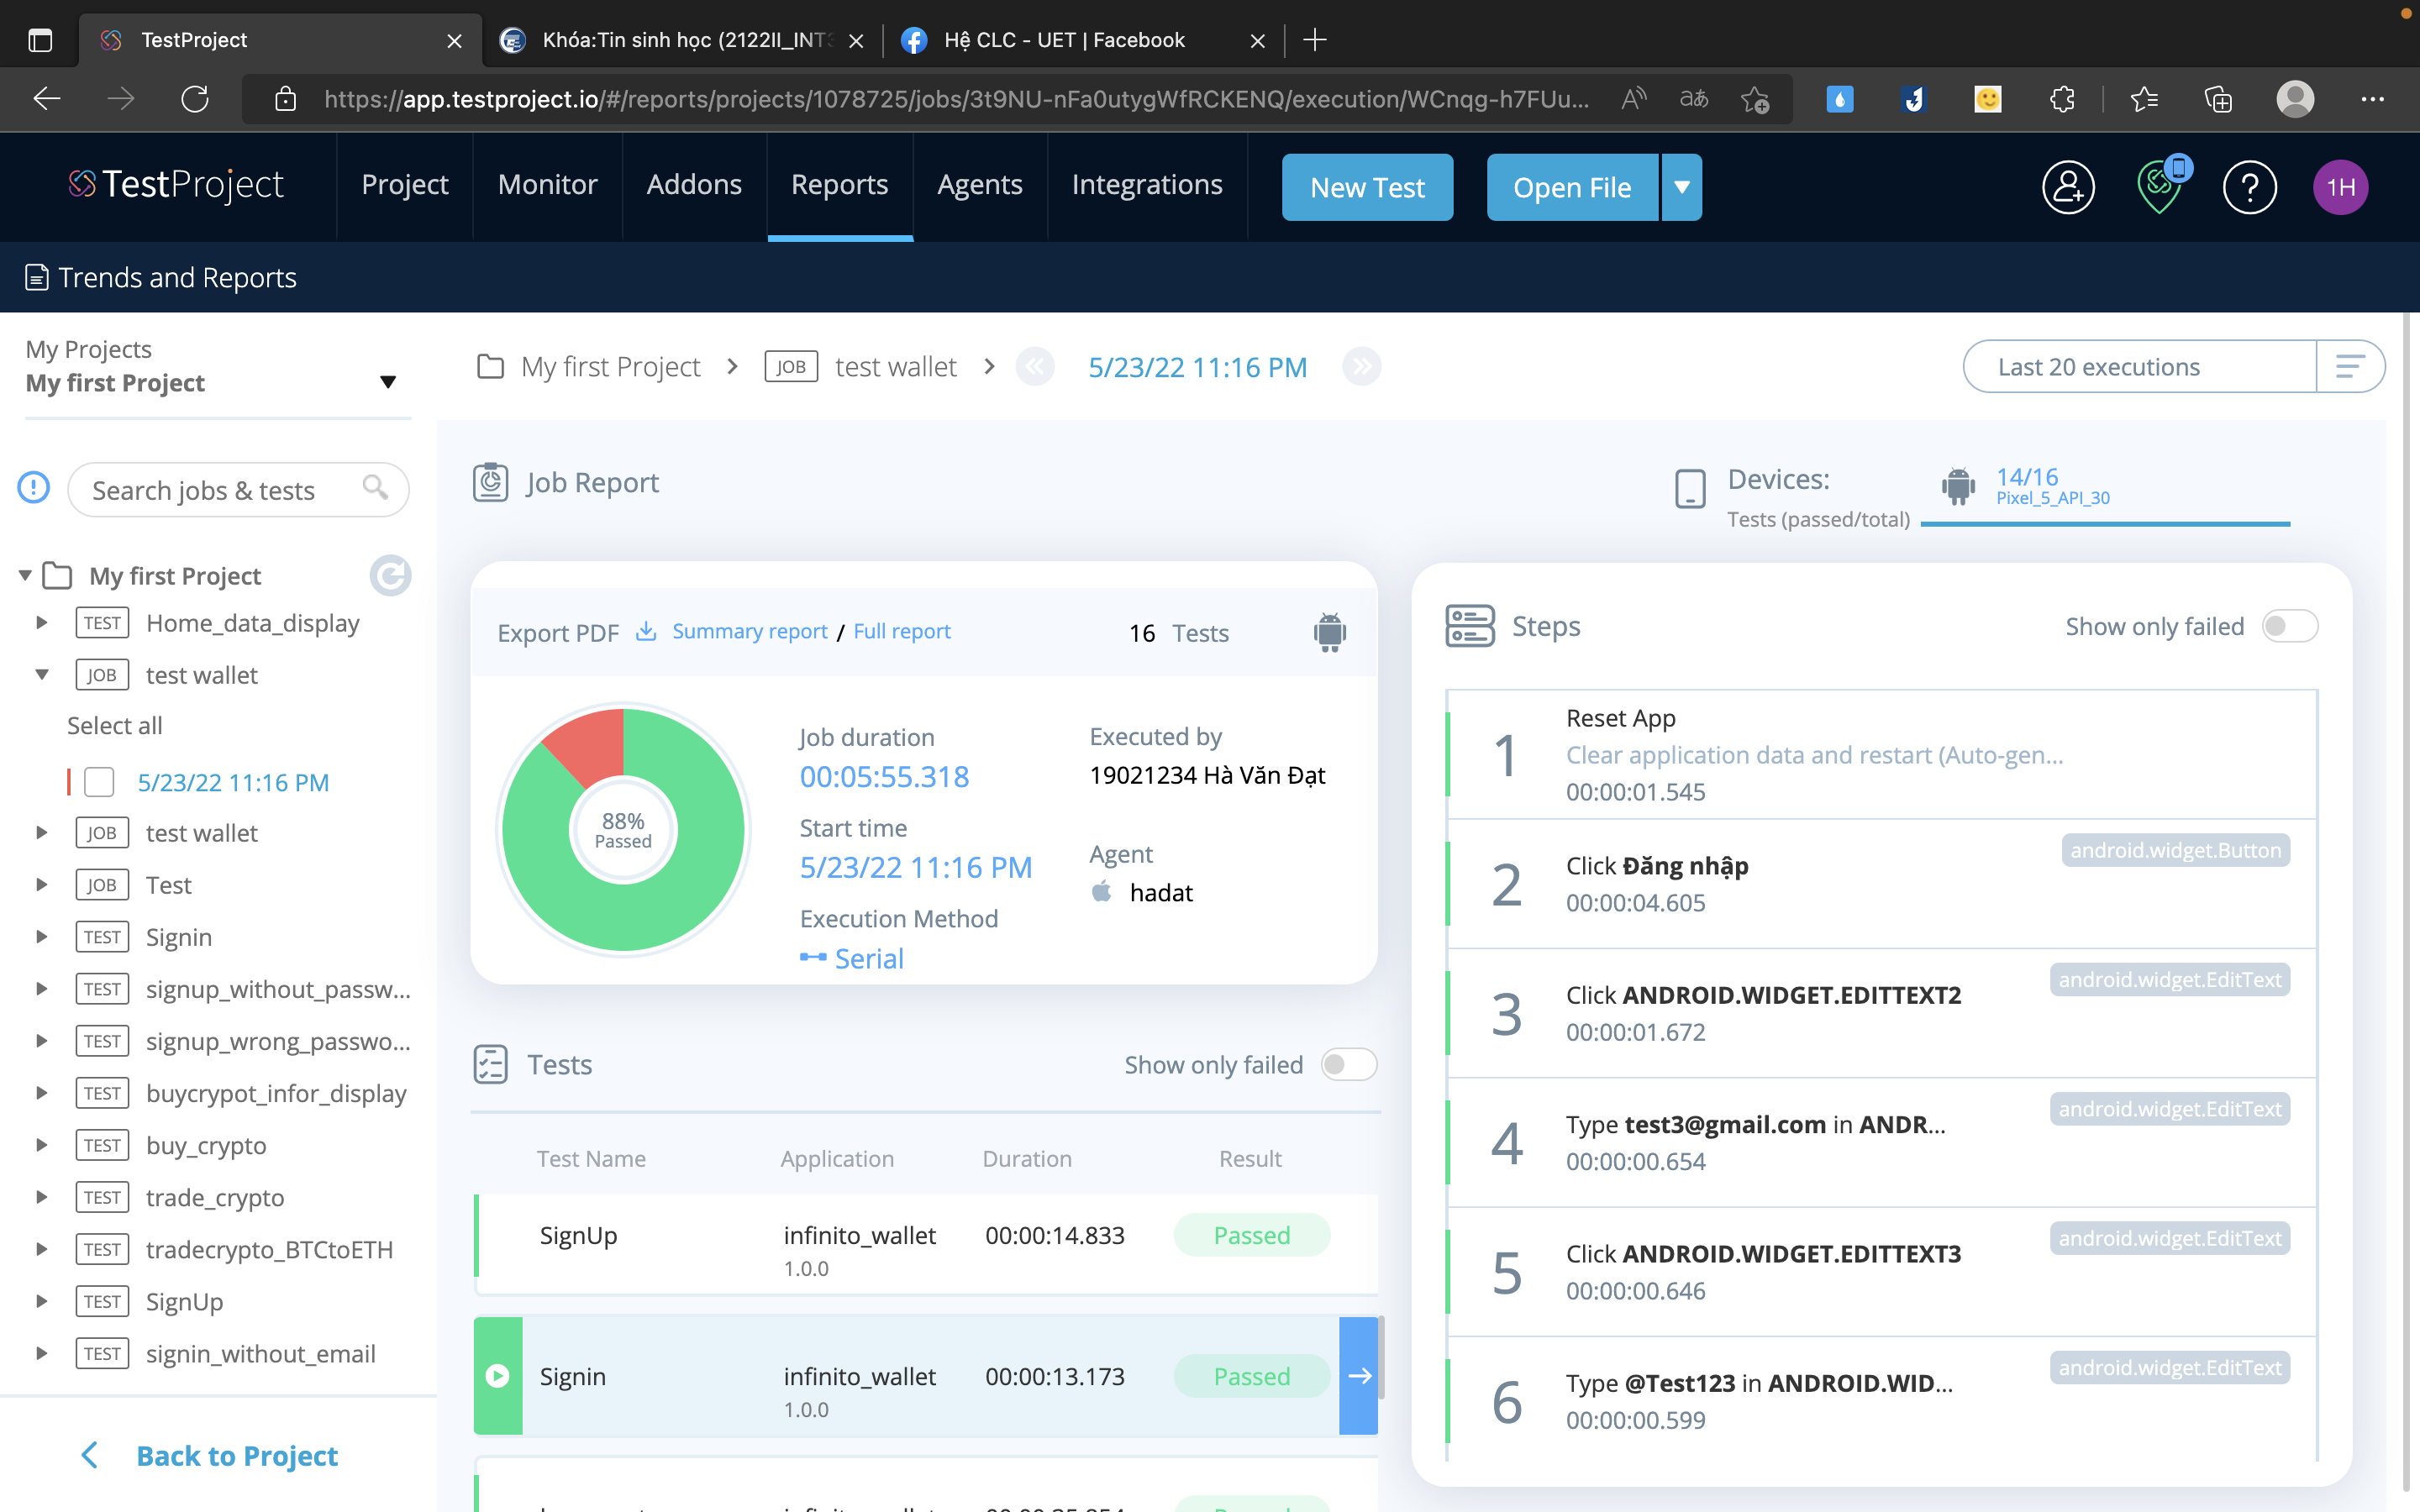 TestProject
Khóa:Tin sinh học (2122II_INT3
Hệ CLC - UET | Facebook
https://app.testproject.io/#/reports/projects/1078725/jobs/3t9NU-nFa0utygWfRCKENQ/execution/WCnqg-h7FUu...
TestProject
Project
Monitor
Addons
Reports
Agents
Integrations
New Test
Open File
1H
Trends and Reports
My Projects
My first Project
Search jobs & tests
My first Project
TEST Home_data_display
JOB test wallet
Select all
5/23/22 11:16 PM
JOB test wallet
JOB Test
TEST Signin
TEST signup_without_passw...
TEST signup_wrong_passwo...
TEST buycrypot_infor_display
TEST buy_crypto
TEST trade_crypto
TEST tradecrypto_BTCtoETH
TEST SignUp
TEST signin_without_email
Back to Project
My first Project > JOB test wallet > 5/23/22 11:16 PM
Last 20 executions
Job Report
Devices:
Tests (passed/total)
14/16
Pixel_5_API_30
Export PDF Summary report / Full report
16 Tests
88%
Passed
Job duration
00:05:55.318
Start time
5/23/22 11:16 PM
Execution Method
Serial
Executed by
19021234 Hà Văn Đạt
Agent
hadat
Tests
Show only failed
Test Name Application Duration Result
SignUp infinito_wallet 00:00:14.833 Passed
1.0.0
Signin infinito_wallet 00:00:13.173 Passed
1.0.0
Steps
Show only failed
1
Reset App
Clear application data and restart (Auto-gen...
00:00:01.545
2
Click Đăng nhập
android.widget.Button
00:00:04.605
3
Click ANDROID.WIDGET.EDITTEXT2
android.widget.EditText
00:00:01.672
4
Type test3@gmail.com in ANDR...
android.widget.EditText
00:00:00.654
5
Click ANDROID.WIDGET.EDITTEXT3
android.widget.EditText
00:00:00.646
6
Type @Test123 in ANDROID.WID...
android.widget.EditText
00:00:00.599